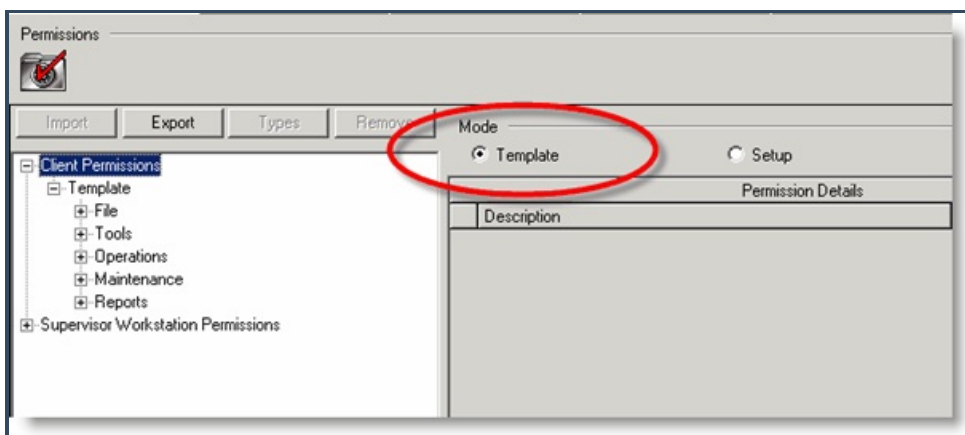 Permissions
Import Export Types Remove
Mode
Template Setup
Client Permissions
Template
File
Tools
Operations
Maintenance
Reports
Supervisor Workstation Permissions
Permission Details
Description